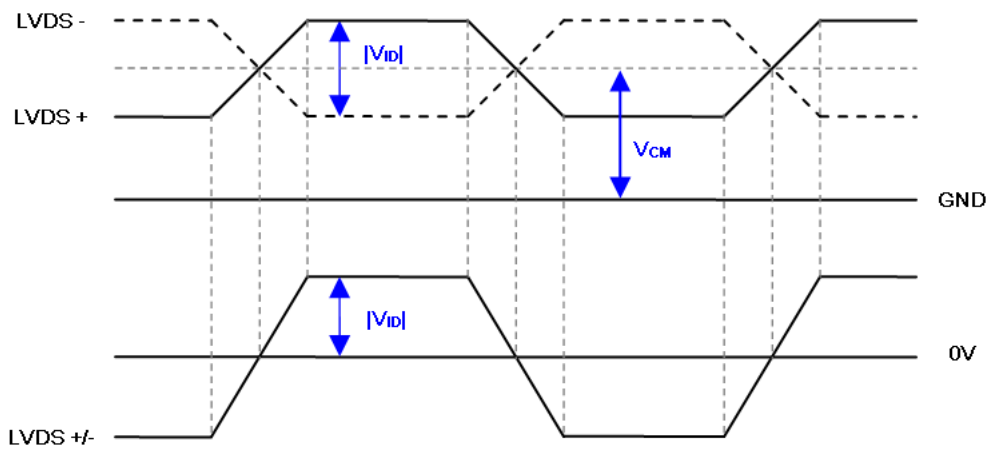 LVDS -
|VID|
LVDS +
VCM
GND
|VID|
0V
LVDS +/-